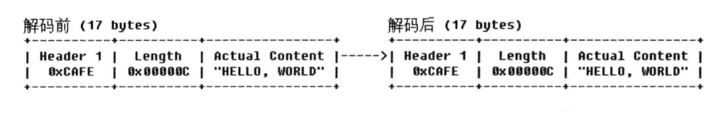 解码前 (17 bytes) 解码后 (17 bytes)
+----------+----------+----------------+ +----------+----------+----------------+
| Header 1 | Length | Actual Content |----->| Header 1 | Length | Actual Content |
| 0xCAFE | 0x00000C | "HELLO, WORLD" | | 0xCAFE | 0x00000C | "HELLO, WORLD" |
+----------+----------+----------------+ +----------+----------+----------------+